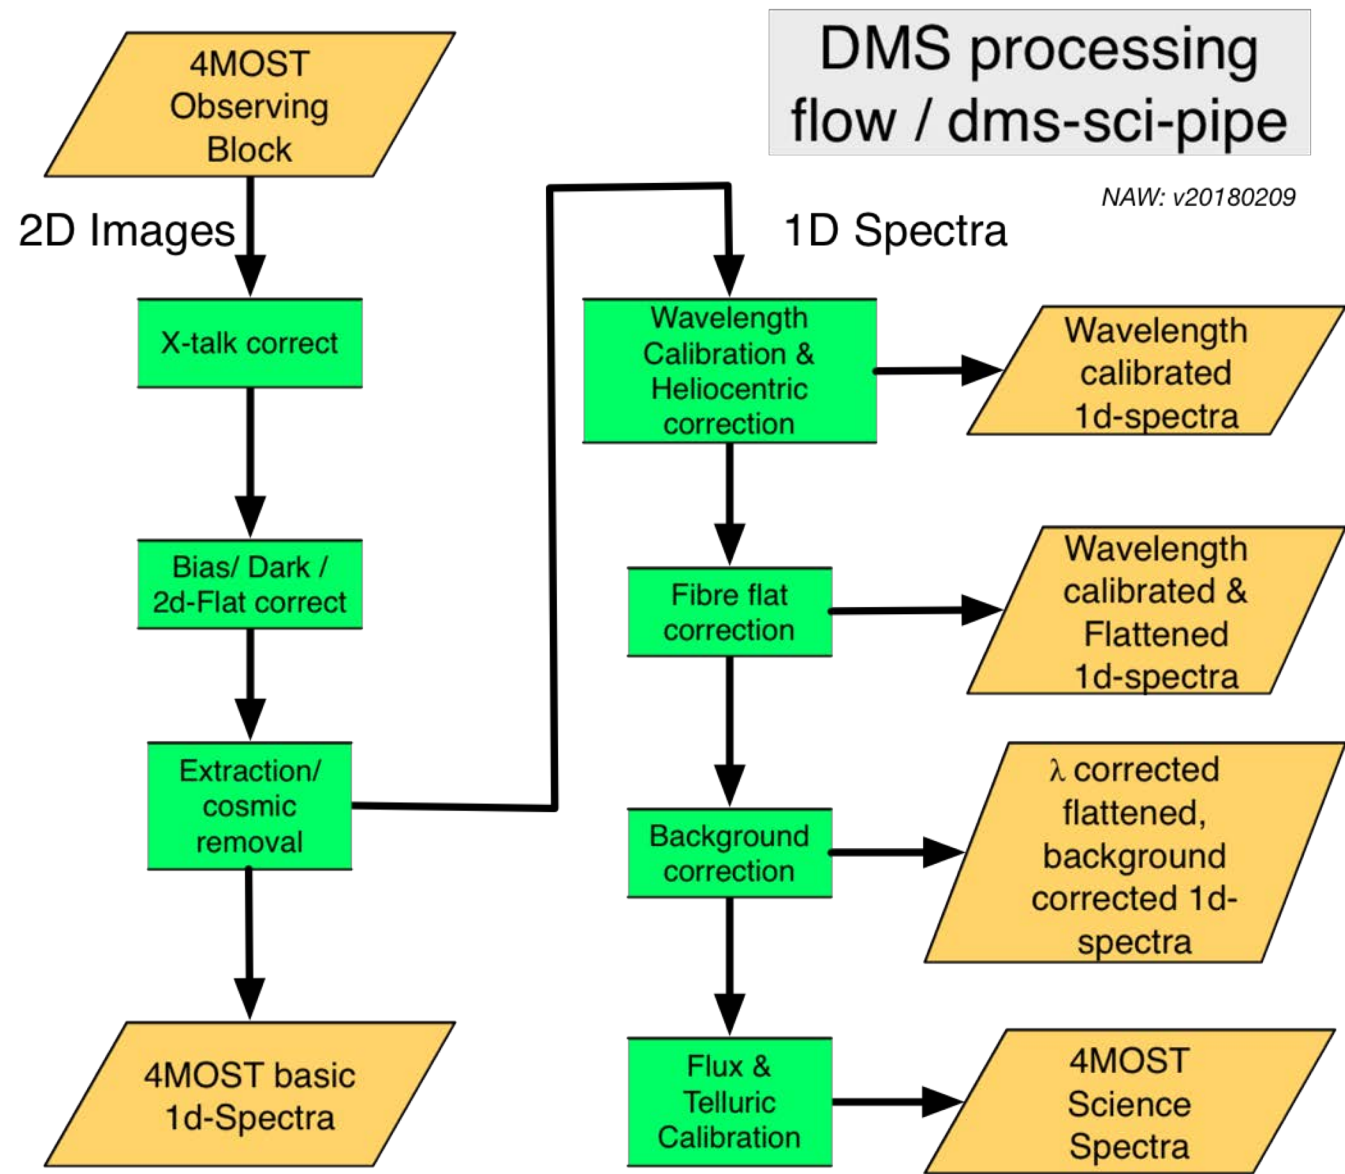 4MOST
Observing
Block
DMS processing
flow / dms-sci-pipe
NAW: v20180209
2D Images
1D Spectra
X-talk correct
Bias/ Dark /
2d-Flat correct
Extraction/
cosmic
removal
4MOST basic
1d-Spectra
Wavelength
Calibration &
Heliocentric
correction
Wavelength
calibrated
1d-spectra
Fibre flat
correction
Wavelength
calibrated &
Flattened
1d-spectra
Background
correction
λ corrected
flattened,
background
corrected 1d-
spectra
Flux &
Telluric
Calibration
4MOST
Science
Spectra